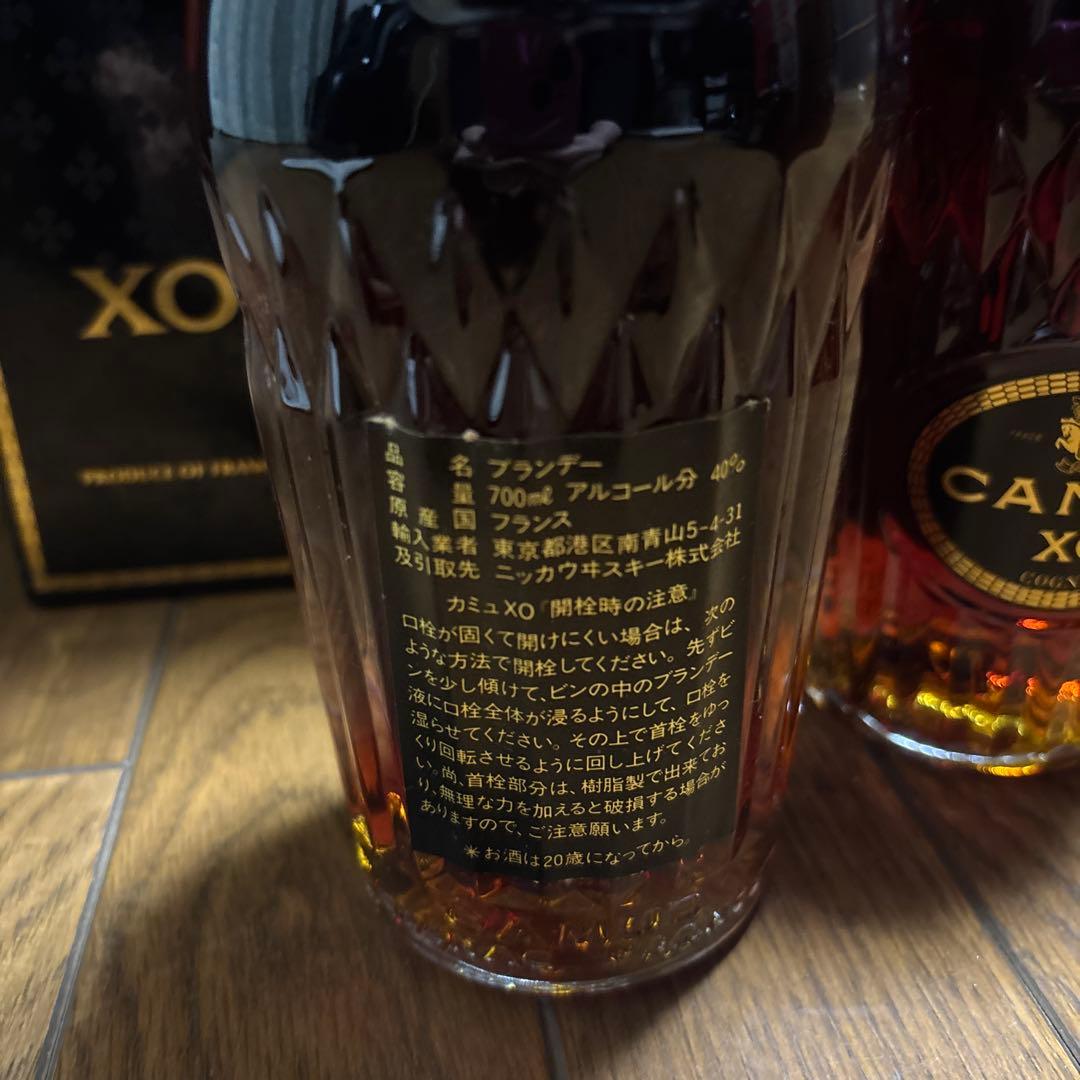 XO
PRODUCT OF FRAN
品名 ブランデー
容量 700ml アルコール分 40%
原産国 フランス
輸入業者 東京都港区南青山5-4-31
及引取先 ニッカウヰスキー株式会社
カミュXO『開栓時の注意』
口栓が固くて開けにくい場合は、次の
ような方法で開栓してください。先ずビ
ンを少し傾けて、ビンの中のブランデー
液に口栓全体が浸るようにして、口栓を
湿らせてください。その上で首栓をゆっ
くり回転させるように回し上げてくださ
い。尚、首栓部分は、樹脂製で出来てお
り、無理な力を加えると破損する場合が
ありますので、ご注意願います。
✳お酒は20歳になってから。
CAM
XO
COGN